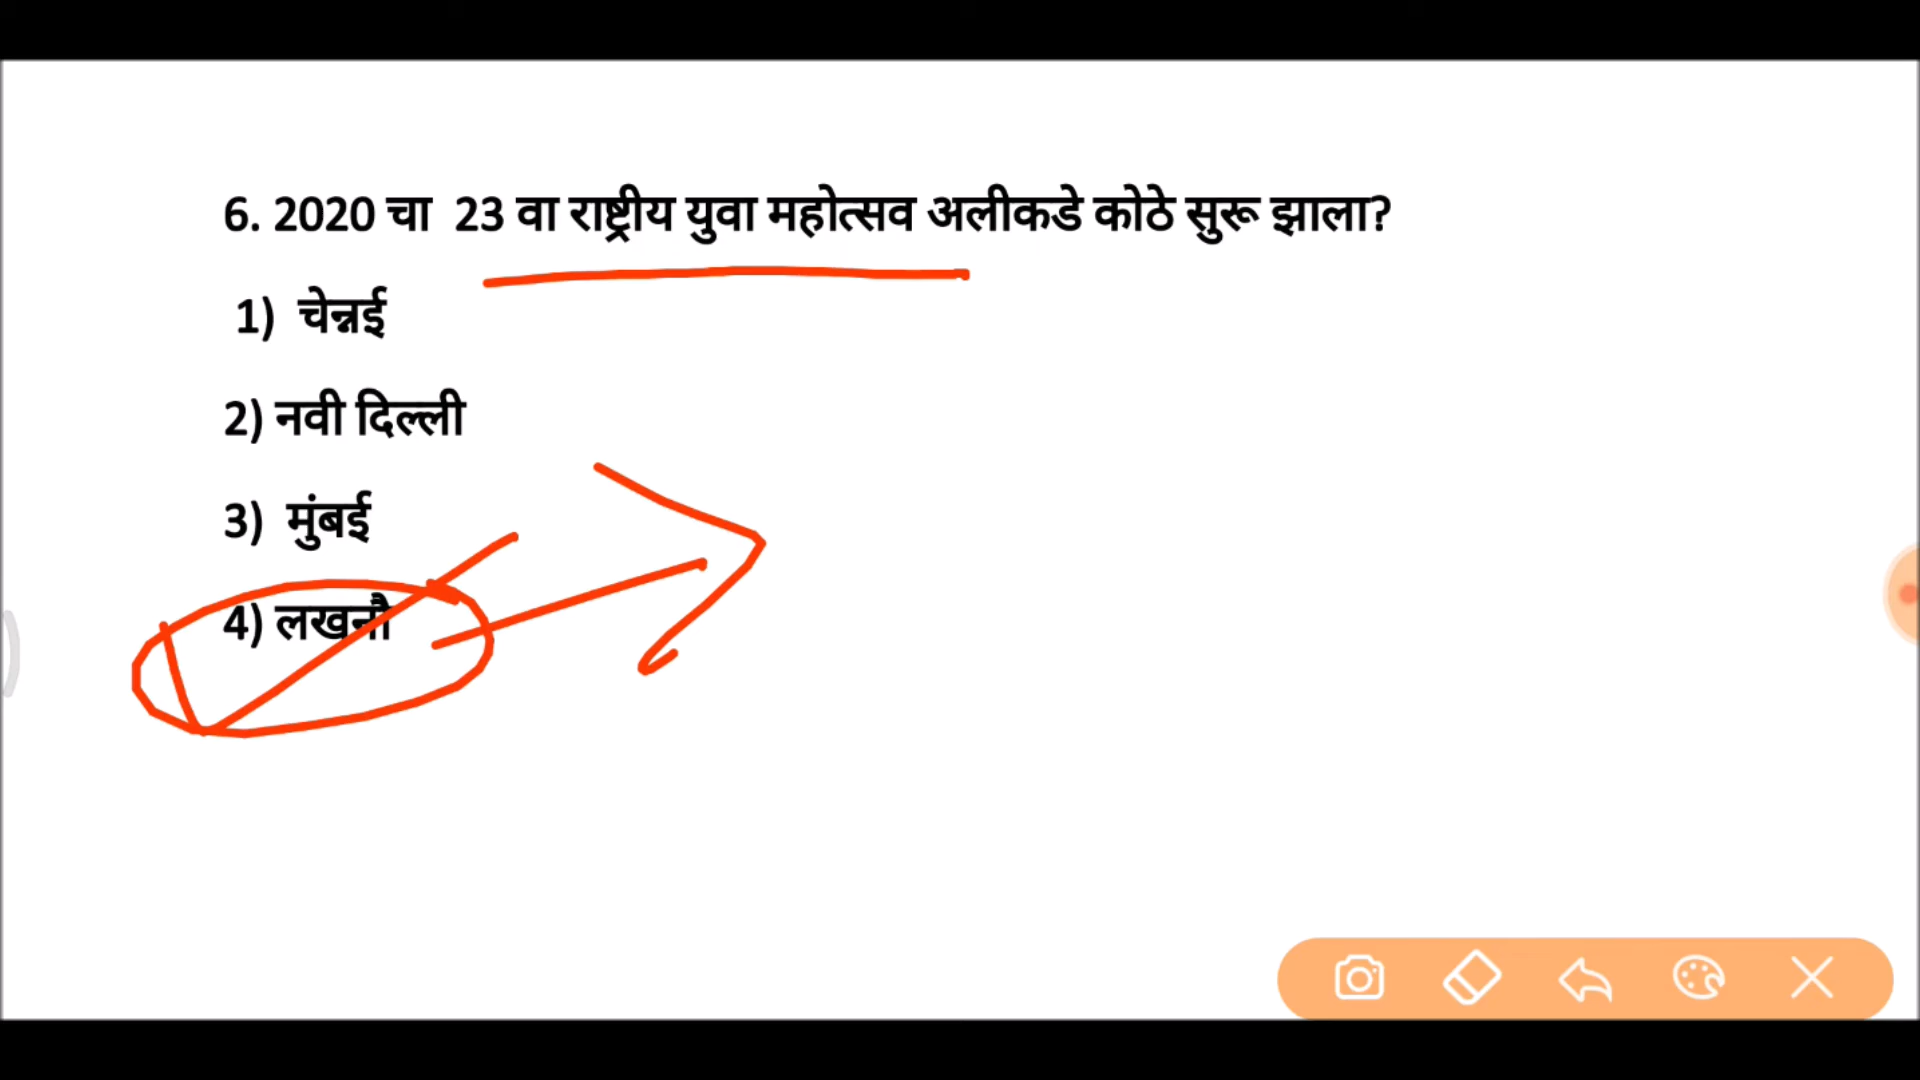 6. 2020 चा 23 वा राष्ट्रीय युवा महोत्सव अलीकडे कोठे सुरू झाला?
1) चेन्नई
2) नवी दिल्ली
3) मुंबई
4) लखनौ